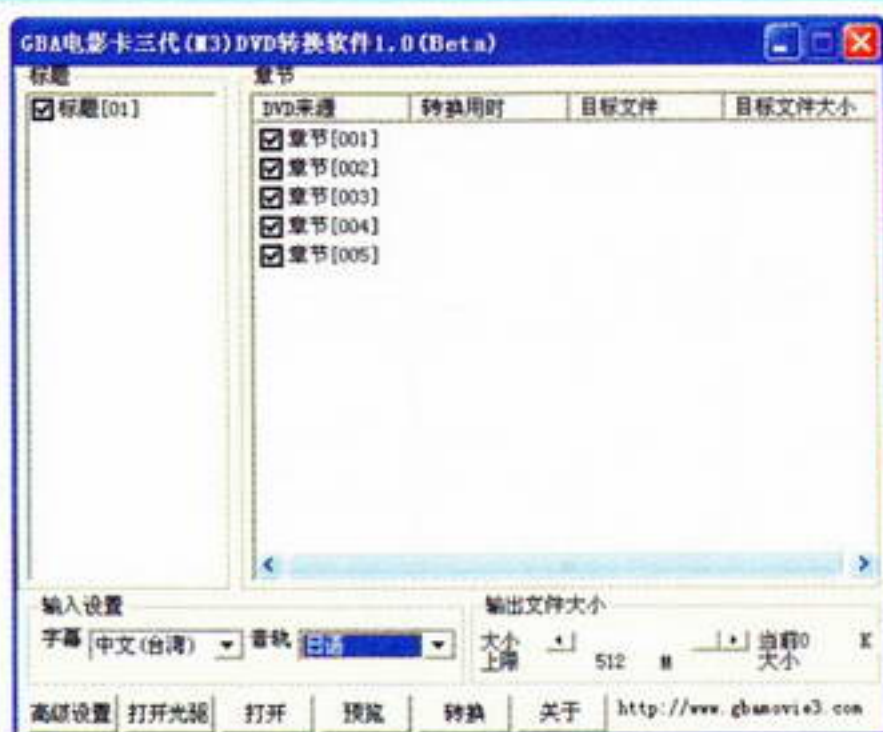 GBA电影卡三代(M3)DVD转换软件1.0(Beta)
标题
章节
标题[01]
DVD来源 转换用时 目标文件 目标文件大小
章节[001]
章节[002]
章节[003]
章节[004]
章节[005]
输入设置
输出文件大小
字幕 中文(台湾) 音轨 日语
大小上限 512 M 当前0 K 大小
高级设置 打开光驱 打开 预览 转换 关于 http://www.gbamovie3.com